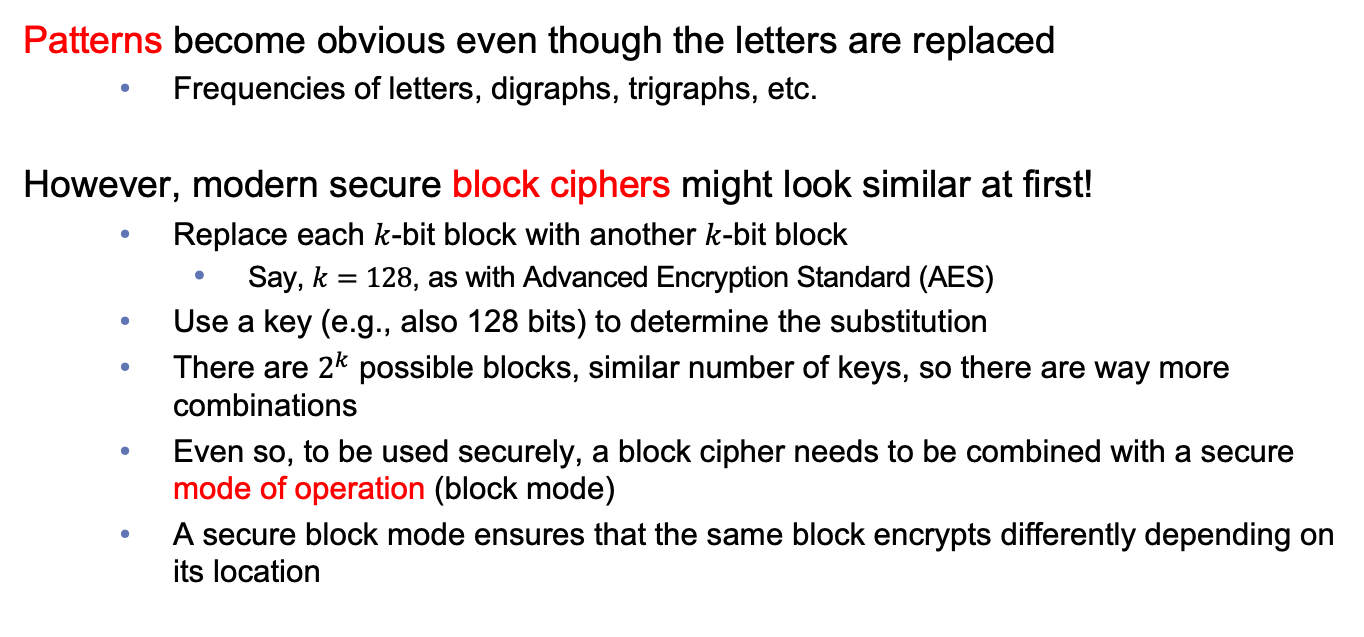 Patterns become obvious even though the letters are replaced
• Frequencies of letters, digraphs, trigraphs, etc.
However, modern secure block ciphers might look similar at first!
• Replace each k-bit block with another k-bit block
• Say, k = 128, as with Advanced Encryption Standard (AES)
• Use a key (e.g., also 128 bits) to determine the substitution
• There are 2^k possible blocks, similar number of keys, so there are way more
combinations
• Even so, to be used securely, a block cipher needs to be combined with a secure
mode of operation (block mode)
• A secure block mode ensures that the same block encrypts differently depending on
its location